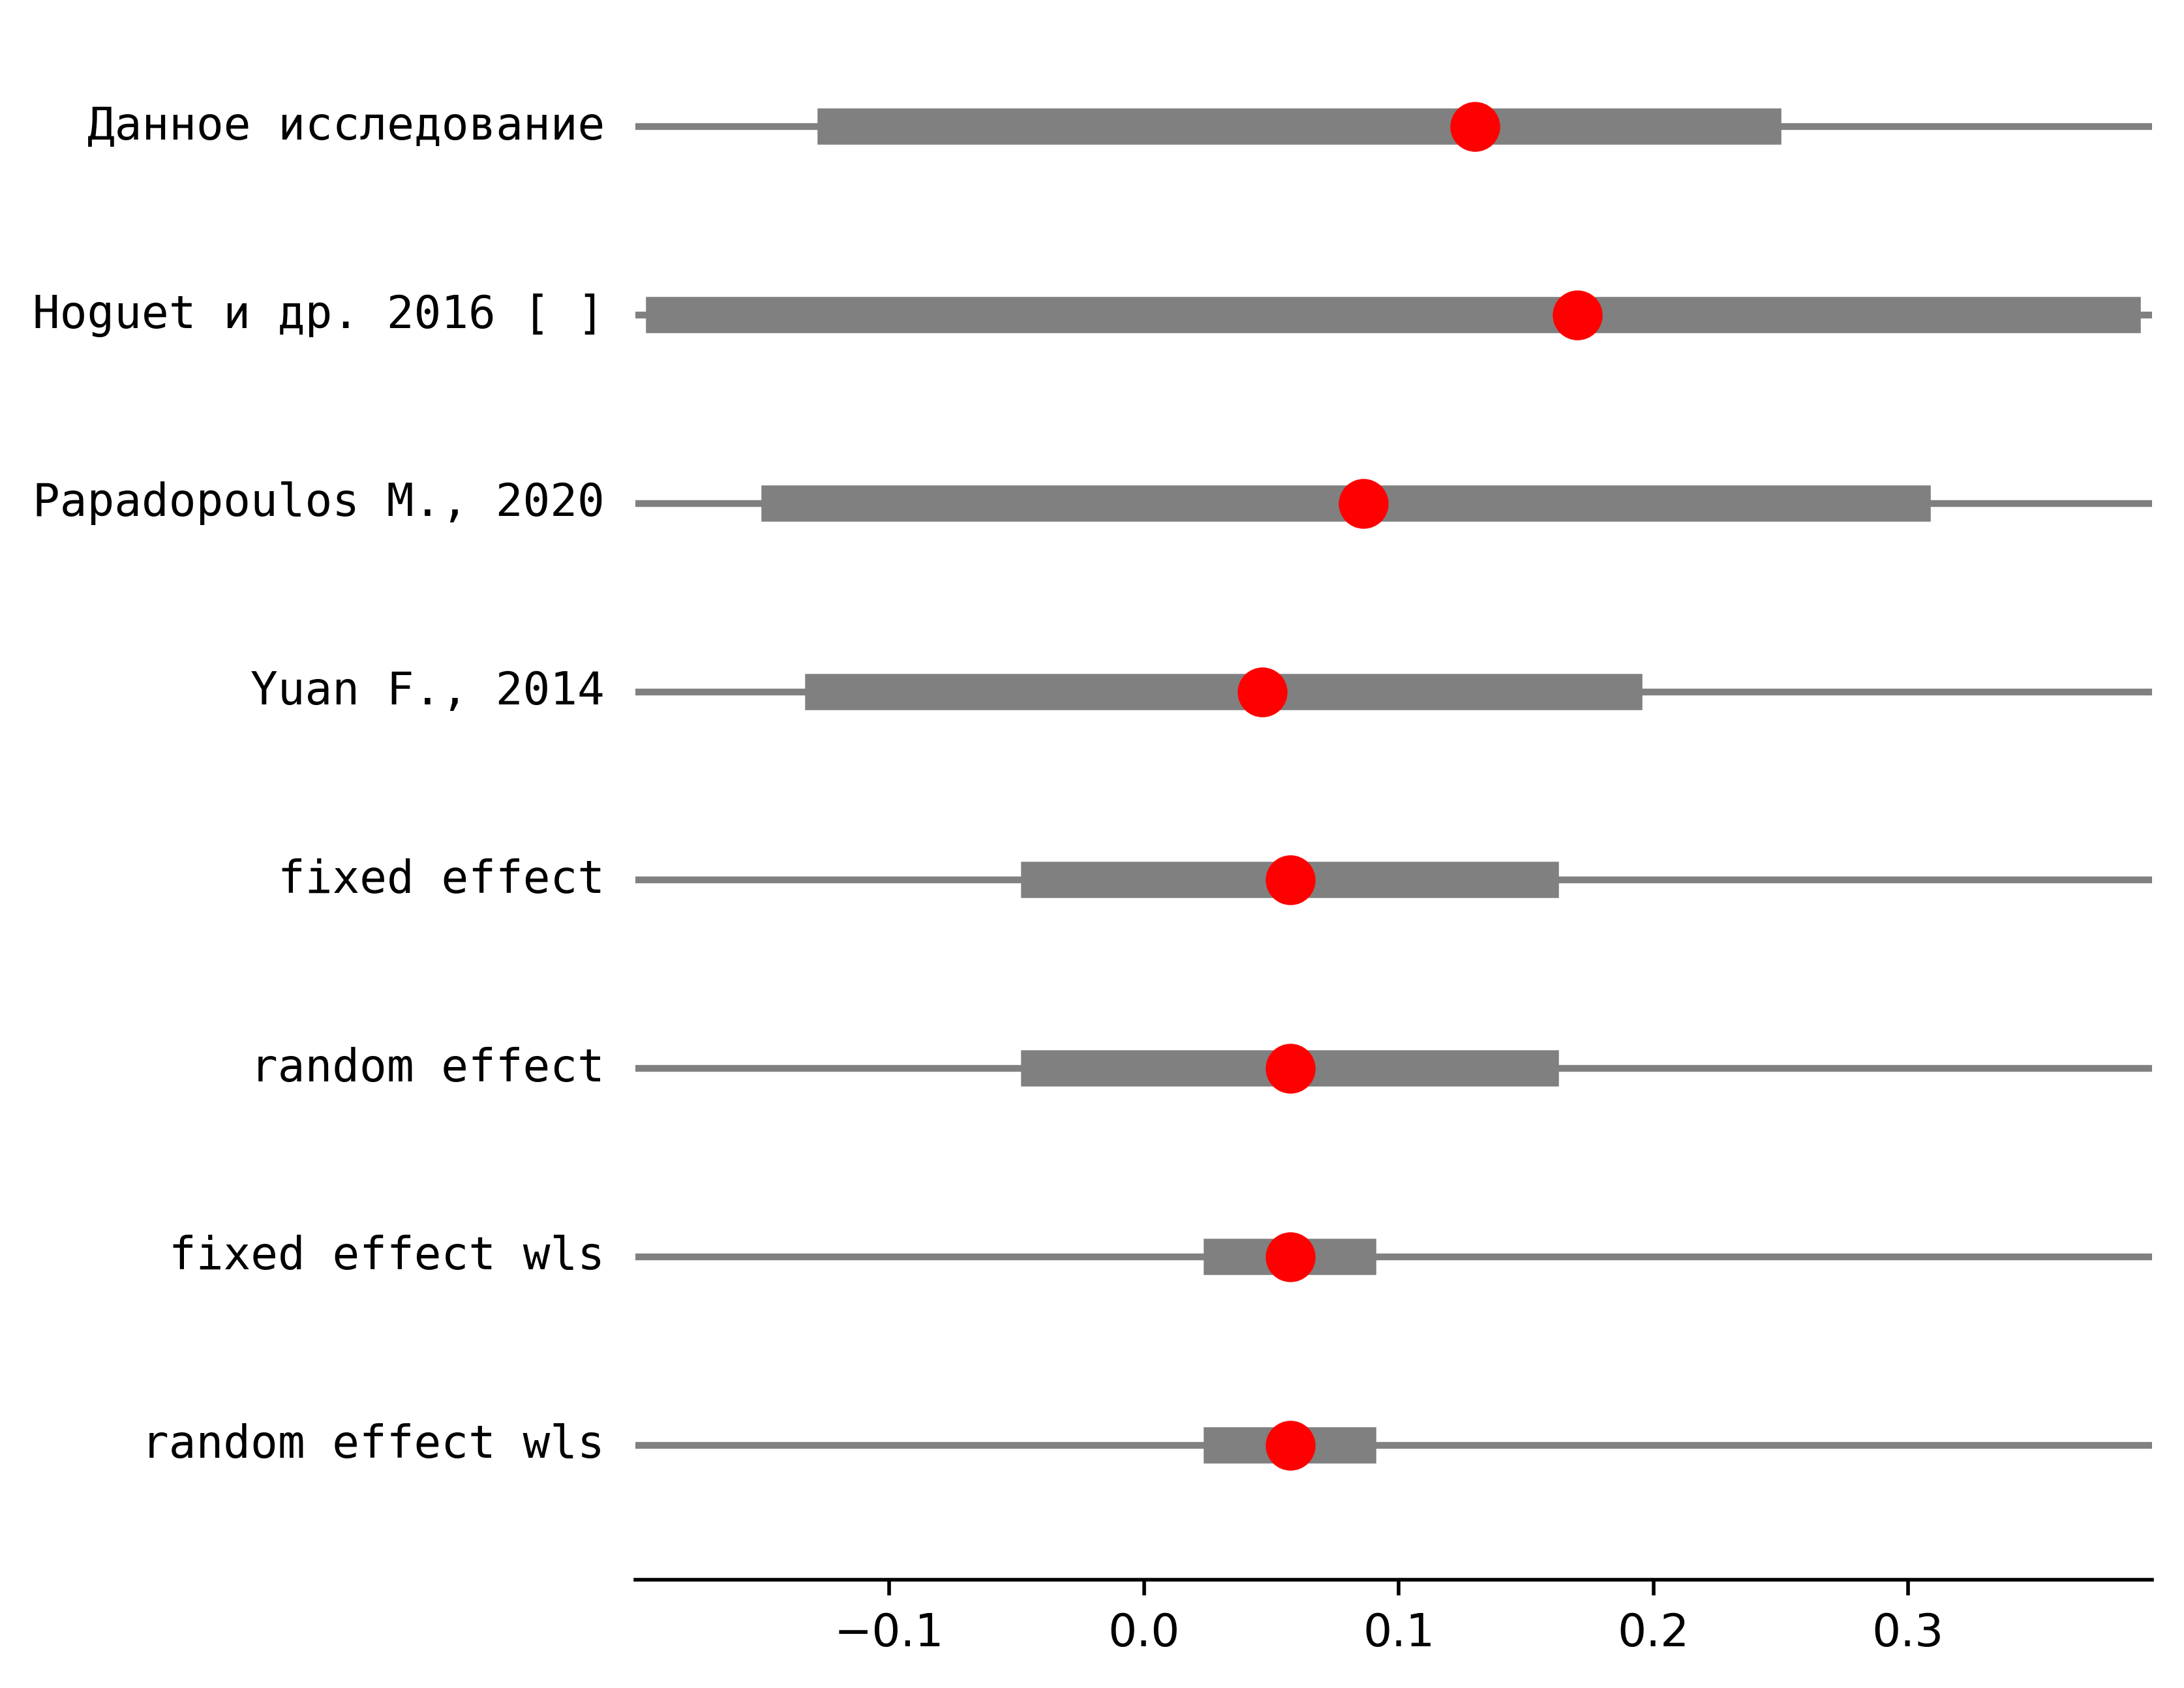 Данное исследование
Hoguet и др. 2016 [ ]
Papadopoulos M., 2020
Yuan F., 2014
fixed effect
random effect
fixed effect wls
random effect wls
−0.1 0.0 0.1 0.2 0.3